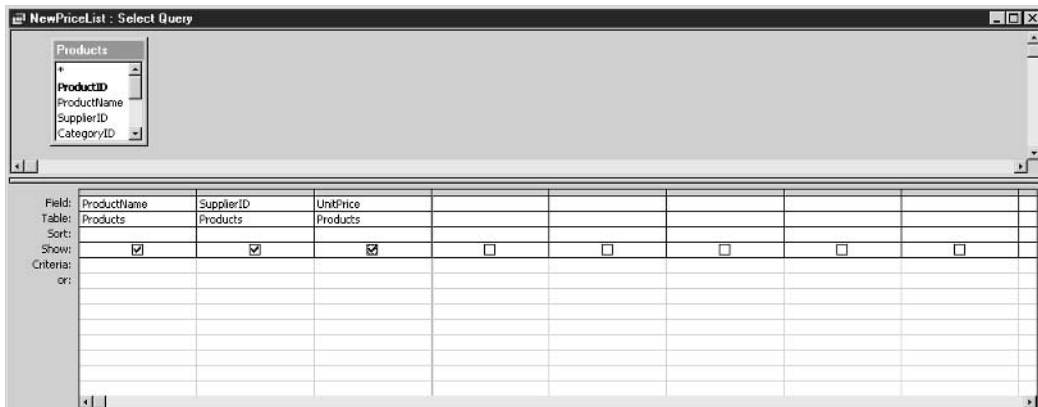 NewPriceList : Select Query
Products
*
ProductID
ProductName
SupplierID
CategoryID
Field: ProductName SupplierID UnitPrice
Table: Products Products Products
Sort:
Show:
Criteria:
or: